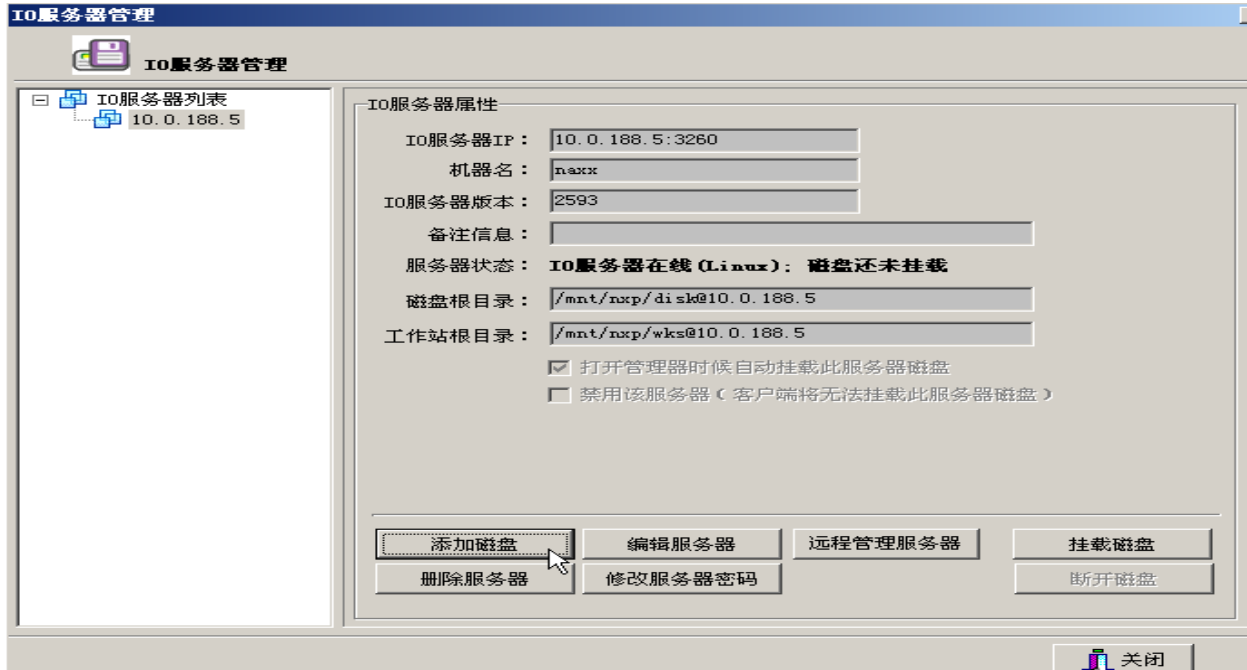 IO服务器管理
IO服务器管理
IO服务器列表
10.0.188.5
IO服务器属性
IO服务器IP： 10.0.188.5:3260
机器名： naxx
IO服务器版本： 2593
备注信息：
服务器状态： IO服务器在线(Linux); 磁盘还未挂载
磁盘根目录： /mnt/nxp/disk@10.0.188.5
工作站根目录： /mnt/nxp/wks@10.0.188.5
打开管理器时候自动挂载此服务器磁盘
禁用该服务器（客户端将无法挂载此服务器磁盘）
添加磁盘 编辑服务器 远程管理服务器 挂载磁盘
删除服务器 修改服务器密码 断开磁盘
关闭